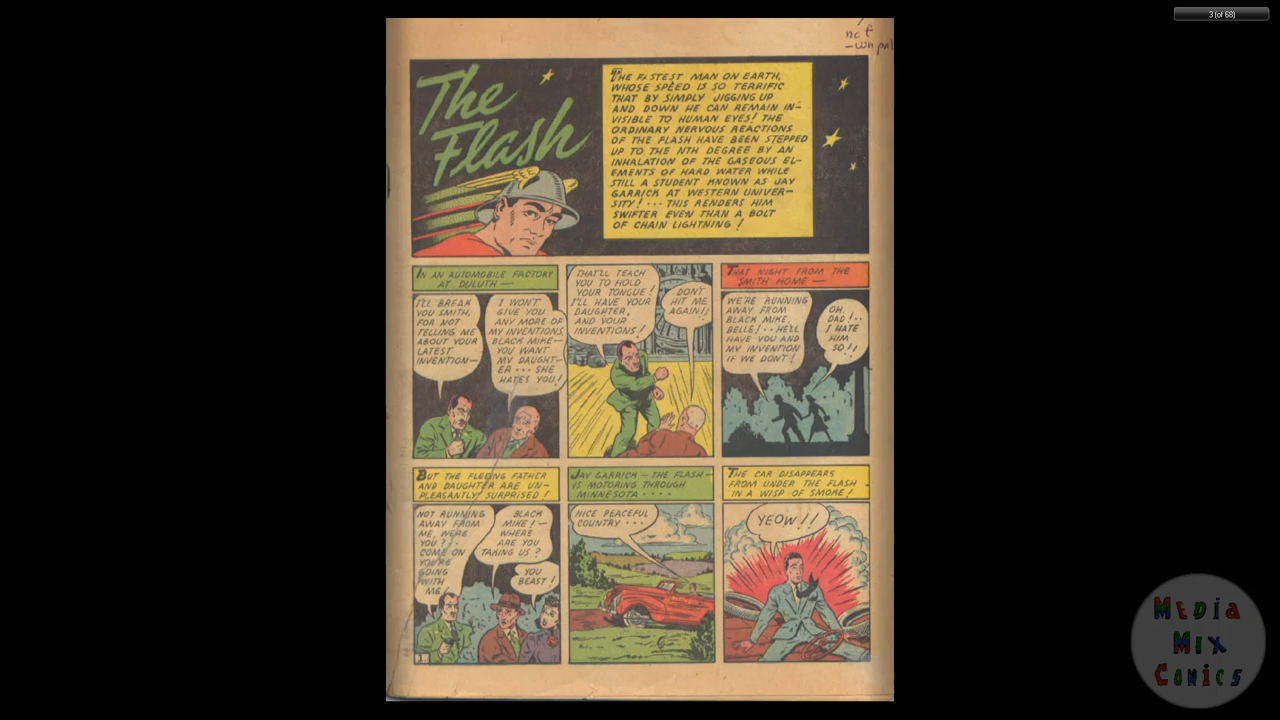 3 (of 68)
The
Flash
THE FASTEST MAN ON EARTH,
WHOSE SPEED IS SO TERRIFIC
THAT BY SIMPLY JIGGING UP
AND DOWN HE CAN REMAIN IN-
VISIBLE TO HUMAN EYES! THE
ORDINARY NERVOUS REACTIONS
OF THE FLASH HAVE BEEN STEPPED
UP TO THE NTH DEGREE BY AN
INHALATION OF THE GASEOUS EL-
EMENTS OF HARD WATER WHILE
STILL A STUDENT KNOWN AS JAY
GARRICK AT WESTERN UNIVER-
SITY! ··· THIS RENDERS HIM
SWIFTER EVEN THAN A BOLT
OF CHAIN LIGHTNING!
IN AN AUTOMOBILE FACTORY
AT DULUTH —
I'LL BREAK
YOU SMITH,
FOR NOT
TELLING ME
ABOUT YOUR
LATEST
INVENTION—
I WON'T
GIVE YOU
ANY MORE OF
MY INVENTIONS,
BLACK MIKE—
YOU WANT
MY DAUGHT-
ER ··· SHE
HATES YOU!
THAT'LL TEACH
YOU TO HOLD
YOUR TONGUE!
I'LL HAVE YOUR
DAUGHTER,
AND YOUR
INVENTIONS!
DON'T
HIT ME
AGAIN!!
THAT NIGHT FROM THE
SMITH HOME —
WE'RE RUNNING
AWAY FROM
BLACK MIKE,
BELLE! ·· HE'LL
HAVE YOU AND
MY INVENTION
IF WE DON'T!
OH,
DAD!··
I HATE
HIM
SO!!
BUT THE FLEEING FATHER
AND DAUGHTER ARE UN-
PLEASANTLY SURPRISED!
NOT RUNNING
AWAY FROM
ME, WERE
YOU? ··
COME ON
YOU'RE
GOING
WITH
ME!
BLACK
MIKE! —
WHERE
ARE YOU
TAKING US?
YOU
BEAST!
JAY GARRICK — THE FLASH —
IS MOTORING THROUGH
MINNESOTA ····
NICE PEACEFUL
COUNTRY ···
THE CAR DISAPPEARS
FROM UNDER THE FLASH
IN A WISP OF SMOKE!
YEOW!!
MEDiA
MiX
COMiCS